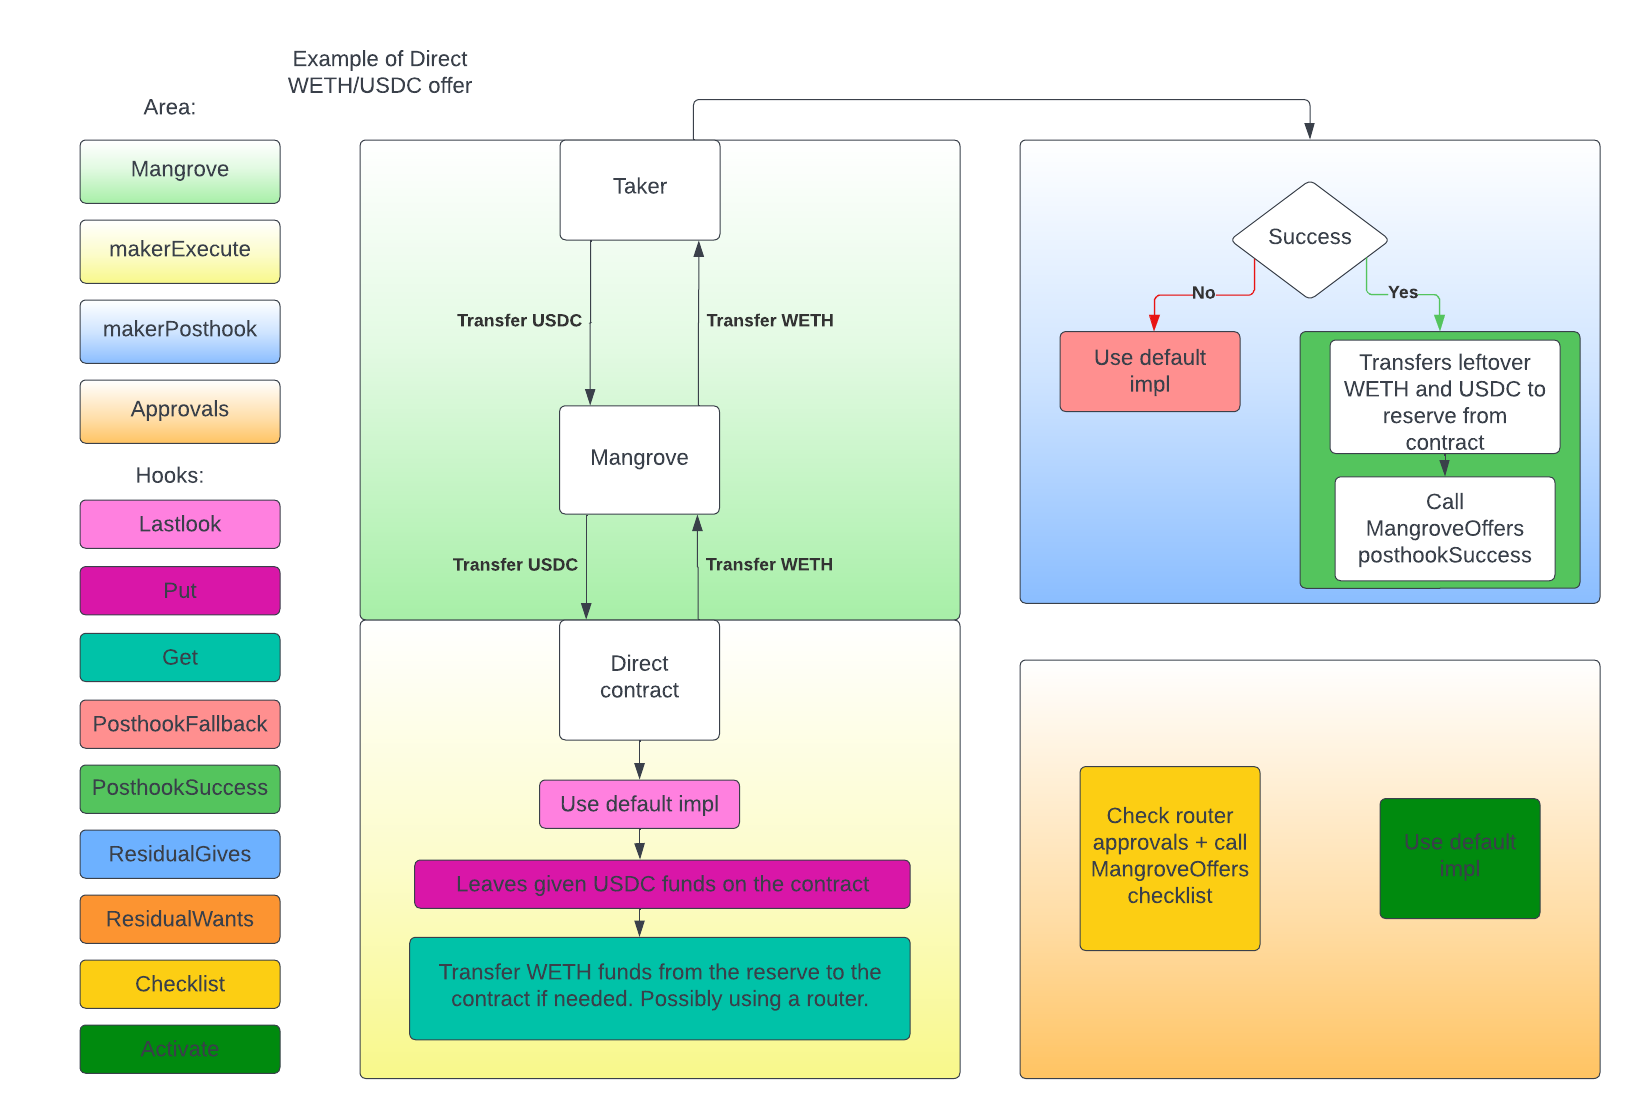 Example of Direct
WETH/USDC offer
Area:
Mangrove
makerExecute
makerPosthook
Approvals
Hooks:
Lastlook
Put
Get
PosthookFallback
PosthookSuccess
ResidualGives
ResidualWants
Checklist
Activate
Taker
Transfer USDC
Transfer WETH
Mangrove
Transfer USDC
Transfer WETH
Direct
contract
Use default impl
Leaves given USDC funds on the contract
Transfer WETH funds from the reserve to the
contract if needed. Possibly using a router.
Success
No
Yes
Use default
impl
Transfers leftover
WETH and USDC to
reserve from
contract
Call
MangroveOffers
posthookSuccess
Check router
approvals + call
MangroveOffers
checklist
Use default
impl